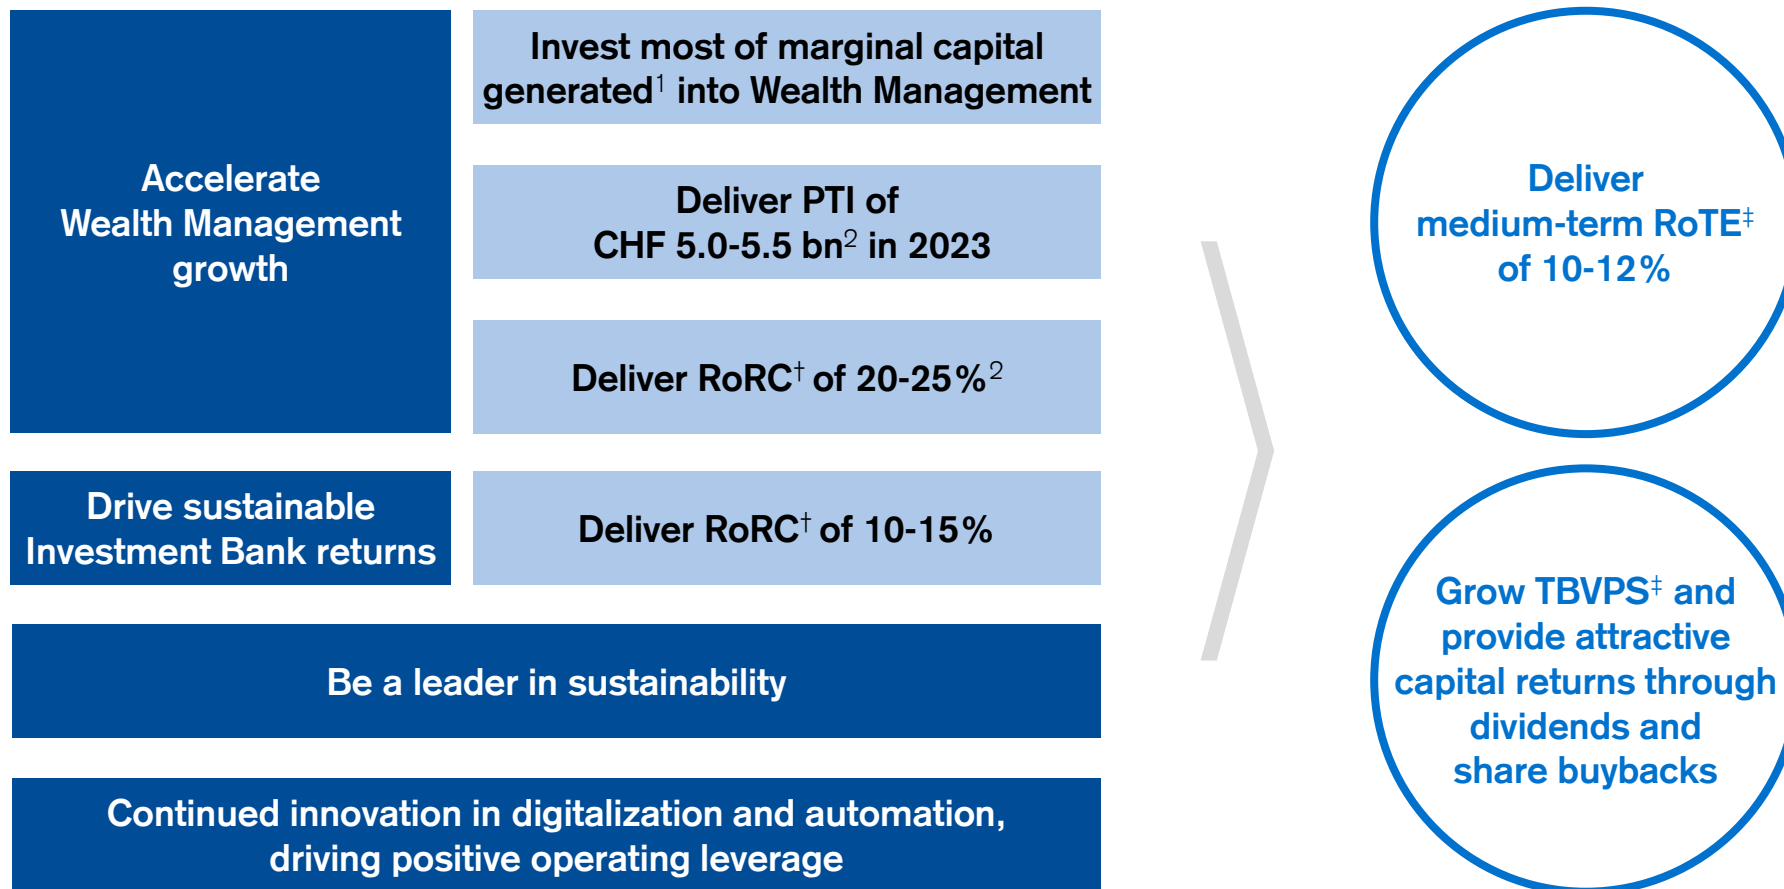 Accelerate
Wealth Management
growth
Invest most of marginal capital
generated¹ into Wealth Management
Deliver PTI of
CHF 5.0-5.5 bn² in 2023
Deliver RoRC† of 20-25%²
Drive sustainable
Investment Bank returns
Deliver RoRC† of 10-15%
Be a leader in sustainability
Continued innovation in digitalization and automation,
driving positive operating leverage
Deliver
medium-term RoTE‡
of 10-12%
Grow TBVPS‡ and
provide attractive
capital returns through
dividends and
share buybacks